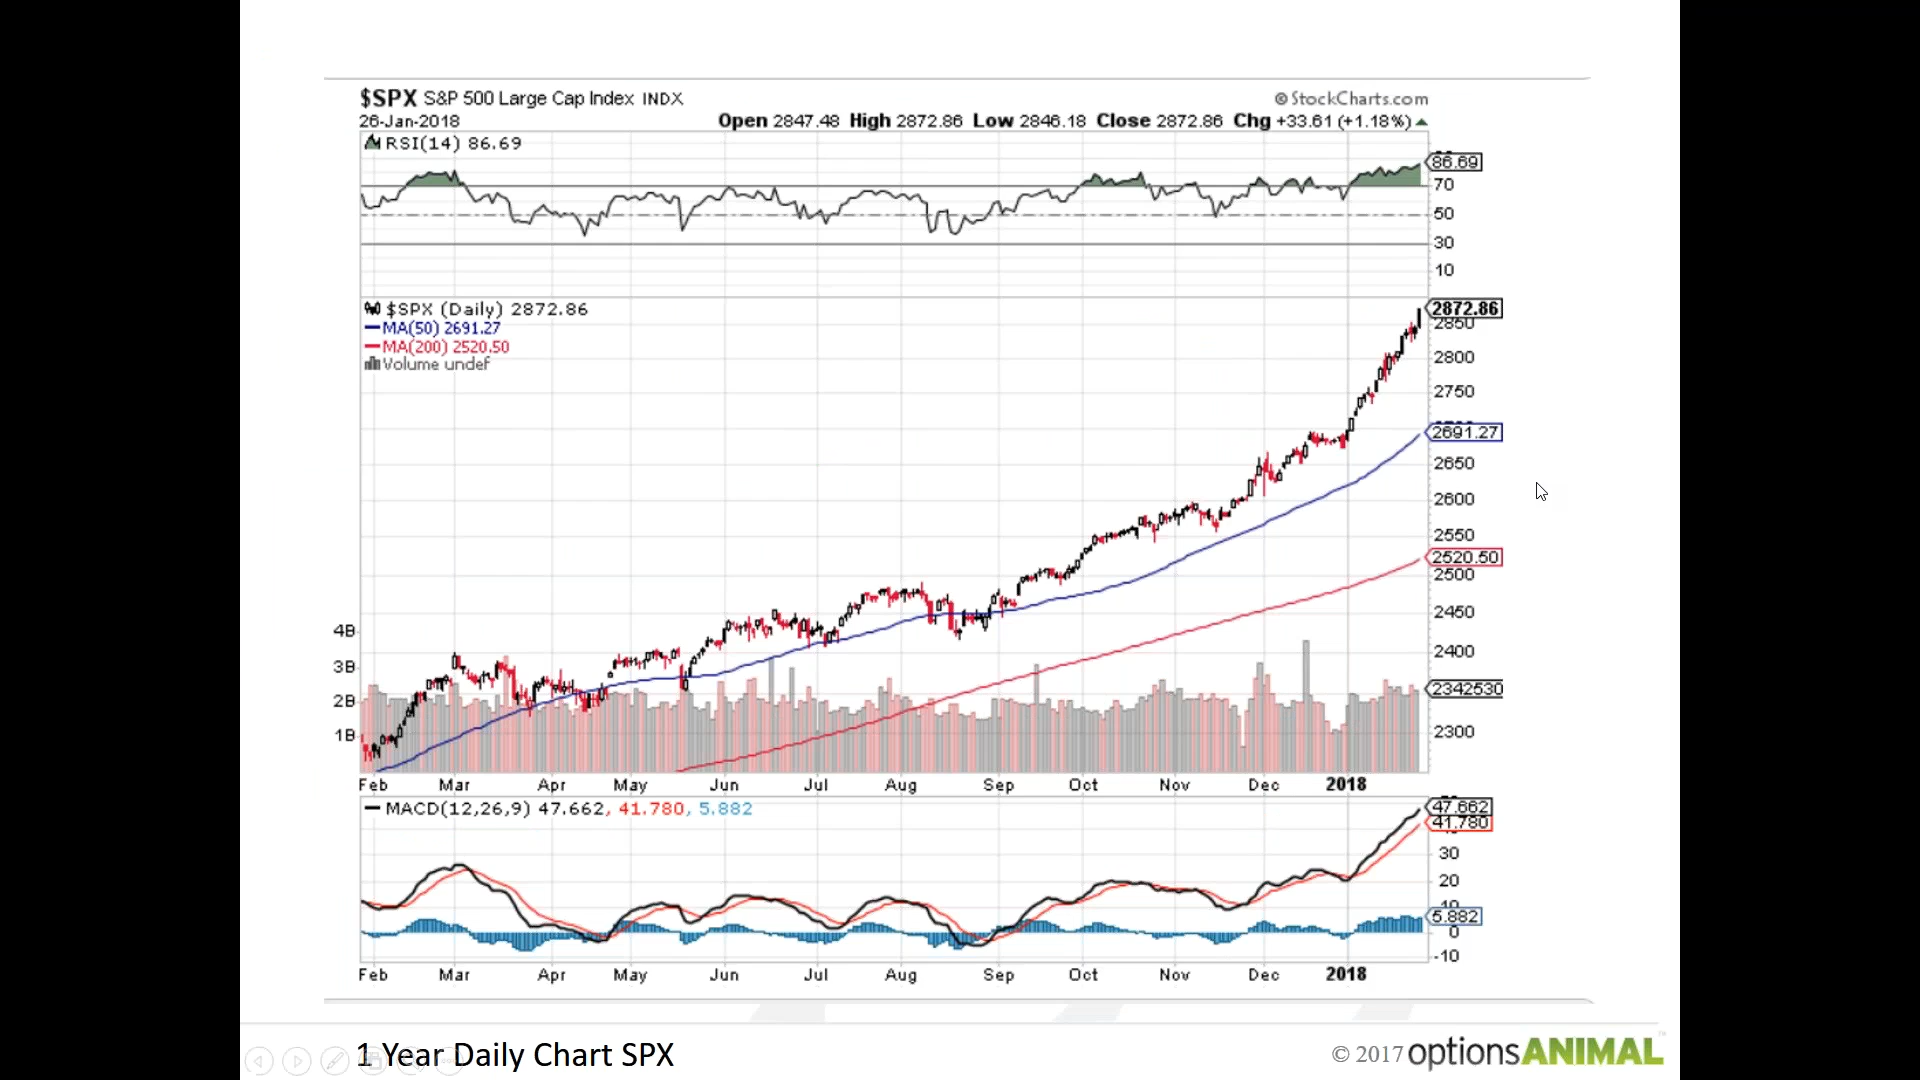 $SPX S&P 500 Large Cap Index INDX
© StockCharts.com
26-Jan-2018
Open 2847.48 High 2872.86 Low 2846.18 Close 2872.86 Chg +33.61 (+1.18%)
RSI(14) 86.69
86.69
70
50
30
10
$SPX (Daily) 2872.86
MA(50) 2691.27
MA(200) 2520.50
Volume undef
2872.86
2850
2800
2750
2691.27
2650
2600
2550
2520.50
2500
2450
2400
2342530
2300
4B
3B
2B
1B
Feb Mar Apr May Jun Jul Aug Sep Oct Nov Dec 2018
MACD(12,26,9) 47.662, 41.780, 5.882
47.662
41.780
30
20
10
5.882
0
-10
Feb Mar Apr May Jun Jul Aug Sep Oct Nov Dec 2018
1 Year Daily Chart SPX
© 2017 optionsANIMAL